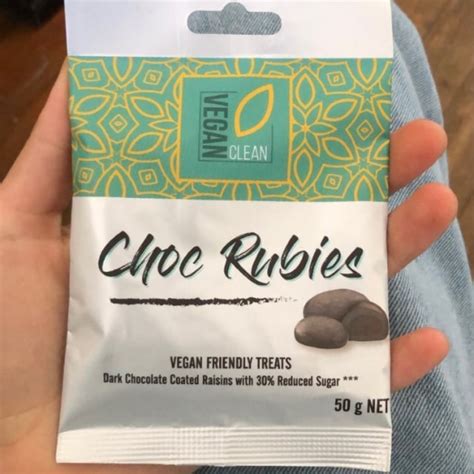 VEGAN
CLEAN
Choc Rubies
VEGAN FRIENDLY TREATS
Dark Chocolate Coated Raisins with 30% Reduced Sugar ***
50 g NET